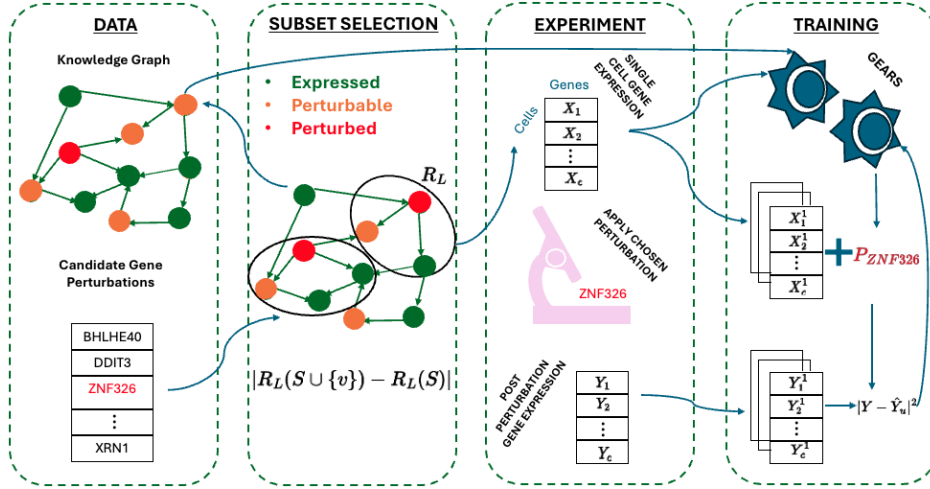 DATA
Knowledge Graph
Candidate Gene
Perturbations
BHLHE40
DDIT3
ZNF326
⋮
XRN1
SUBSET SELECTION
• Expressed
• Perturbable
• Perturbed
R_L
|R_L(S ∪ {v}) − R_L(S)|
EXPERIMENT
SINGLE
CELL GENE
EXPRESSION
Genes
Cells
X_1
X_2
⋮
X_c
APPLY CHOSEN
PERTURBATION
ZNF326
POST
PERTURBATION
GENE EXPRESSION
Y_1
Y_2
⋮
Y_c
TRAINING
GEARS
X_1^1
X_2^1
⋮
X_c^1
+
P_{ZNF326}
Y_1^1
Y_2^1
⋮
Y_c^1
|Y − Ŷ_u|^2